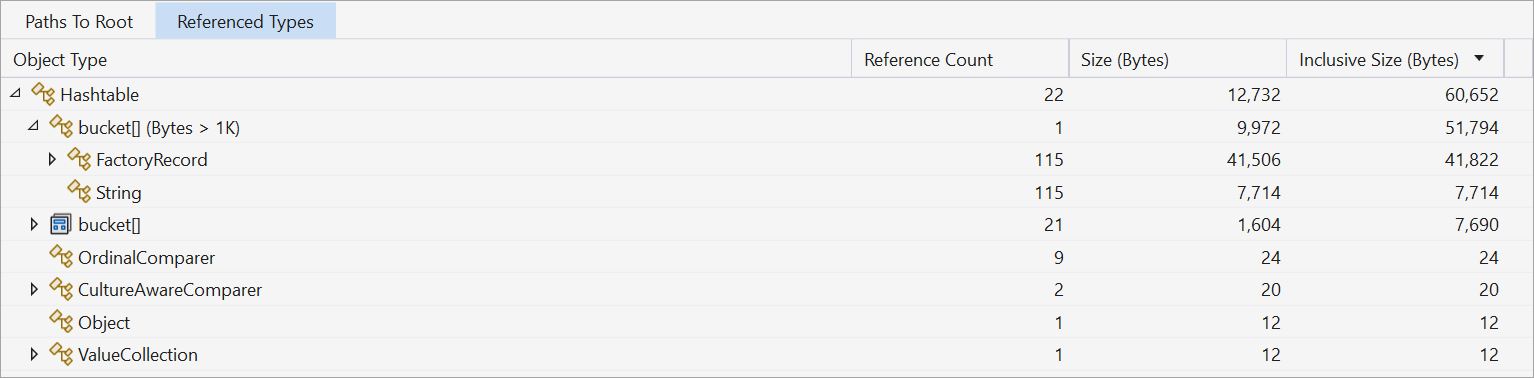 Paths To Root Referenced Types
Object Type Reference Count Size (Bytes) Inclusive Size (Bytes)
Hashtable 22 12,732 60,652
bucket[] (Bytes > 1K) 1 9,972 51,794
FactoryRecord 115 41,506 41,822
String 115 7,714 7,714
bucket[] 21 1,604 7,690
OrdinalComparer 9 24 24
CultureAwareComparer 2 20 20
Object 1 12 12
ValueCollection 1 12 12